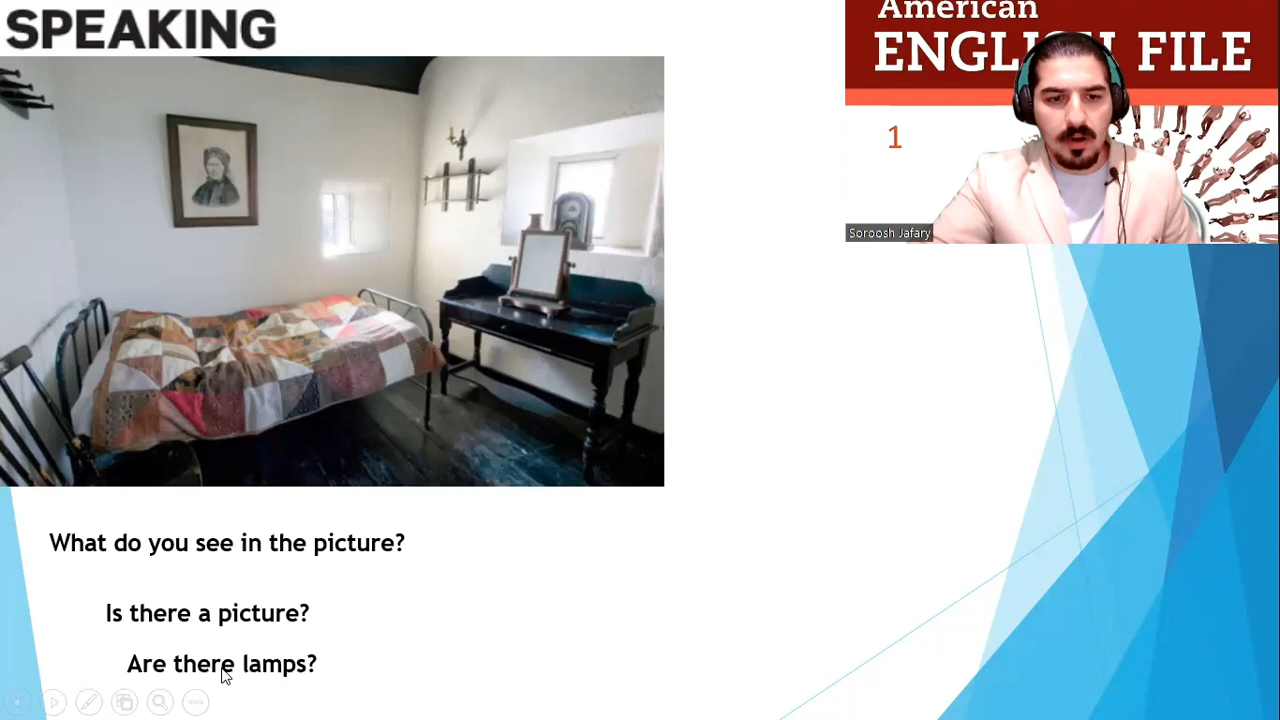 SPEAKING
American
ENGLISH FILE
1
Soroosh Jafary
What do you see in the picture?
Is there a picture?
Are there lamps?